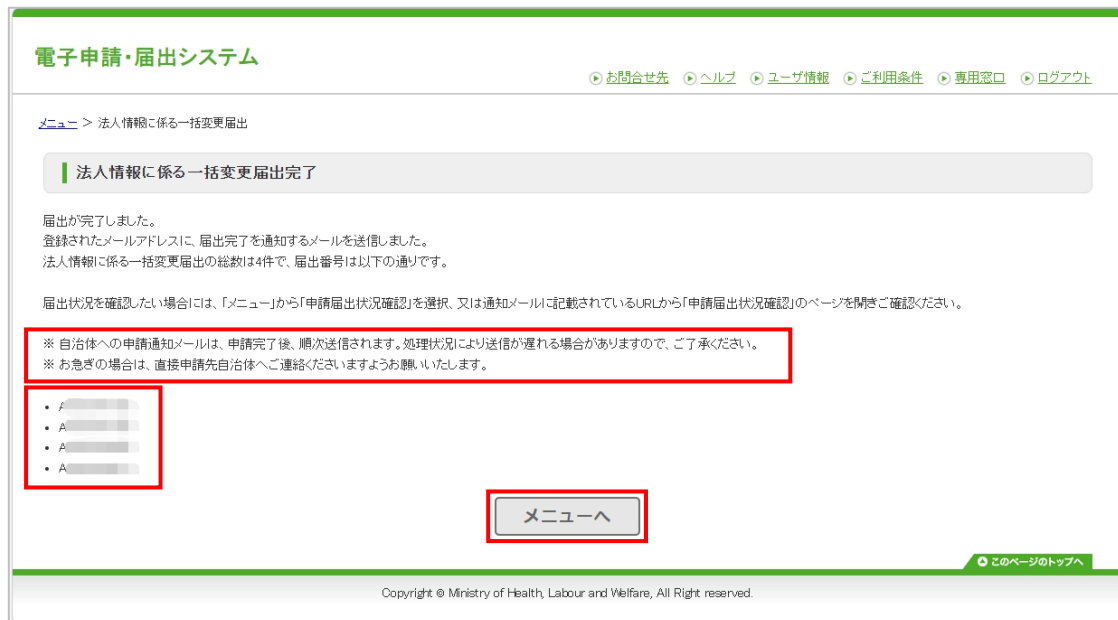 電子申請・届出システム
お問合せ先 ヘルプ ユーザ情報 ご利用条件 専用窓口 ログアウト
メニュー > 法人情報に係る一括変更届出
法人情報に係る一括変更届出完了
届出が完了しました。
登録されたメールアドレスに、届出完了を通知するメールを送信しました。
法人情報に係る一括変更届出の総数は4件で、届出番号は以下の通りです。
届出状況を確認したい場合には、「メニュー」から「申請届出状況確認」を選択、又は通知メールに記載されているURLから「申請届出状況確認」のページを開きご確認ください。
※ 自治体への申請通知メールは、申請完了後、順次送信されます。処理状況により送信が遅れる場合がありますので、ご了承ください。
※ お急ぎの場合は、直接申請先自治体へご連絡くださいますようお願いいたします。
• A
• A
• A
• A
メニューへ
このページのトップへ
Copyright © Ministry of Health, Labour and Welfare, All Right reserved.